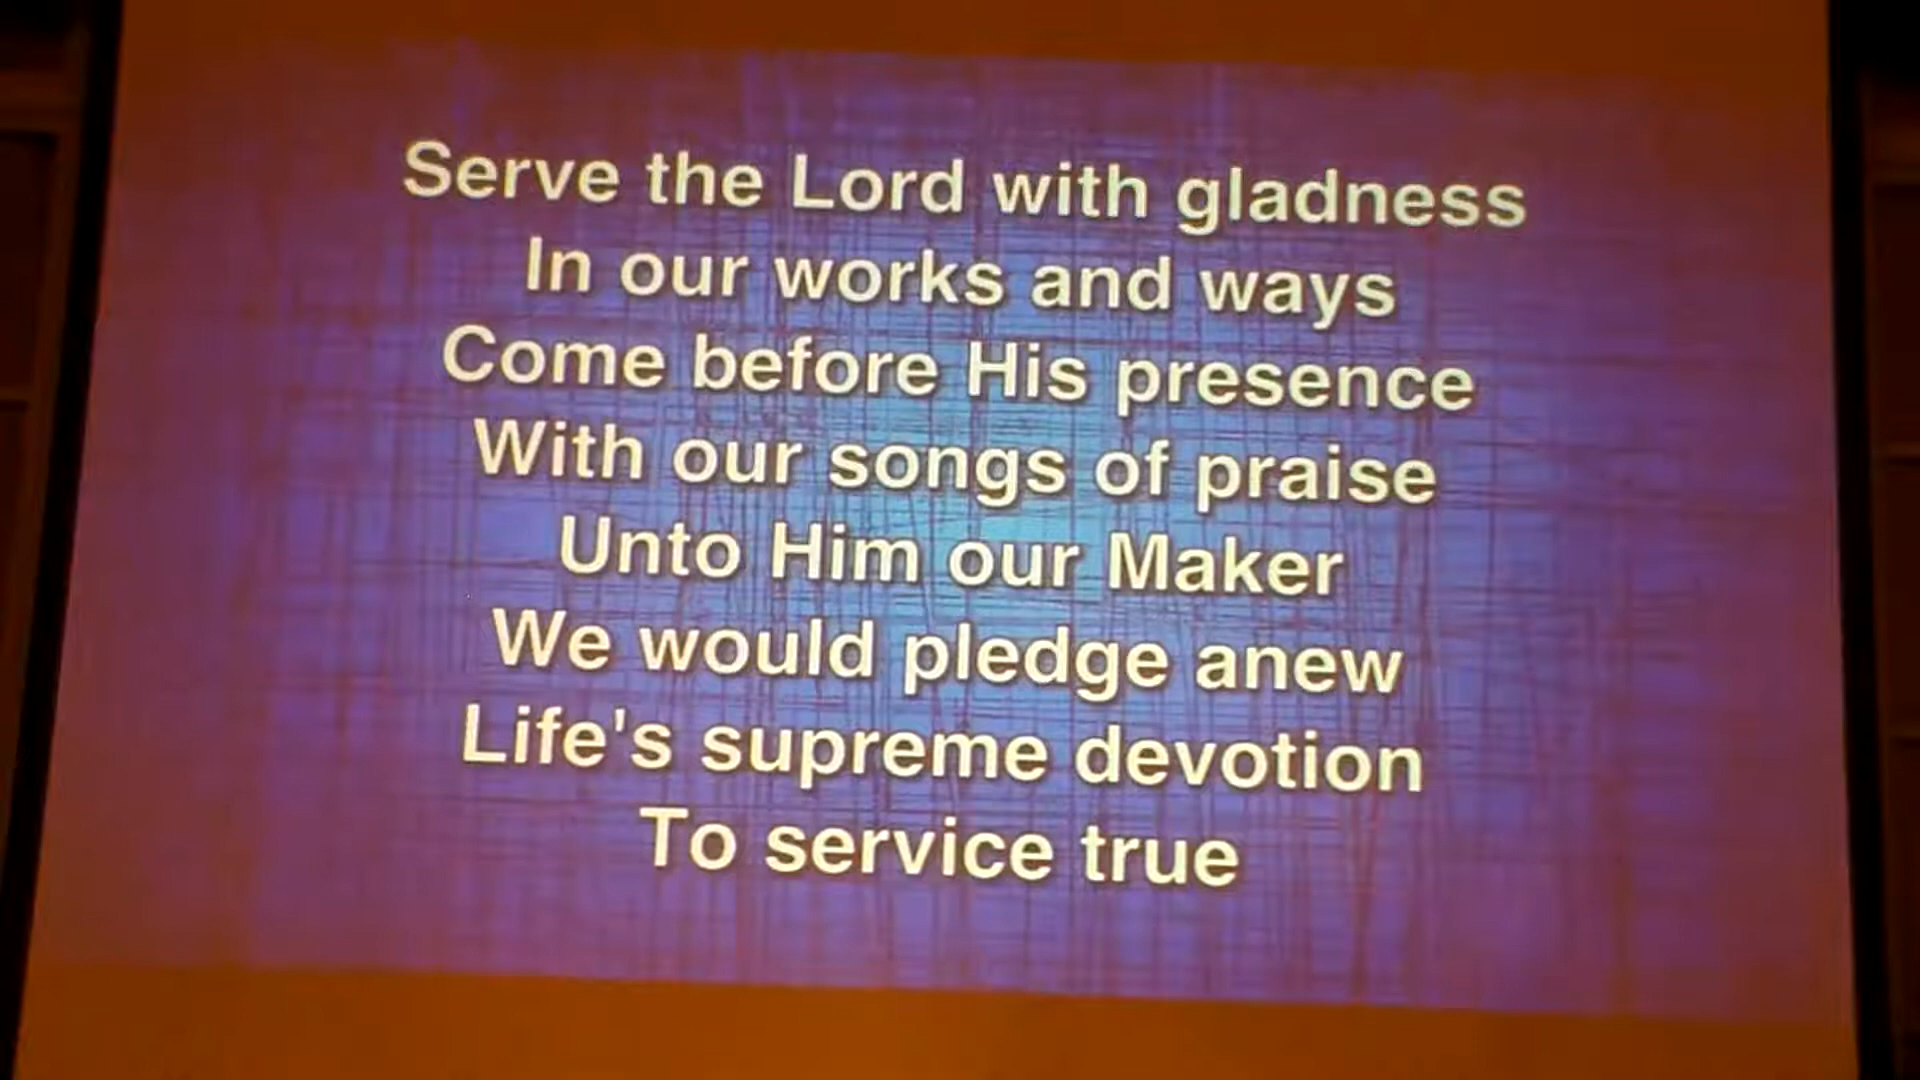 Serve the Lord with gladness
In our works and ways
Come before His presence
With our songs of praise
Unto Him our Maker
We would pledge anew
Life's supreme devotion
To service true